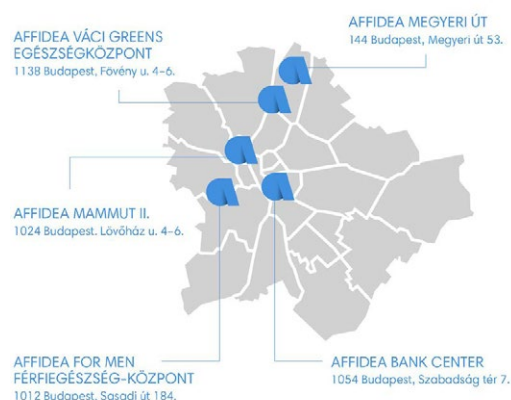 AFFIDEA VÁCI GREENS
EGÉSZSÉGKÖZPONT
1138 Budapest, Fövény u. 4–6.
AFFIDEA MEGYERI ÚT
144 Budapest, Megyeri út 53.
AFFIDEA MAMMUT II.
1024 Budapest. Lövőház u. 4–6.
AFFIDEA FOR MEN
FÉRFIEGÉSZSÉG-KÖZPONT
1012 Budapest, Sasadi út 184.
AFFIDEA BANK CENTER
1054 Budapest, Szabadság tér 7.